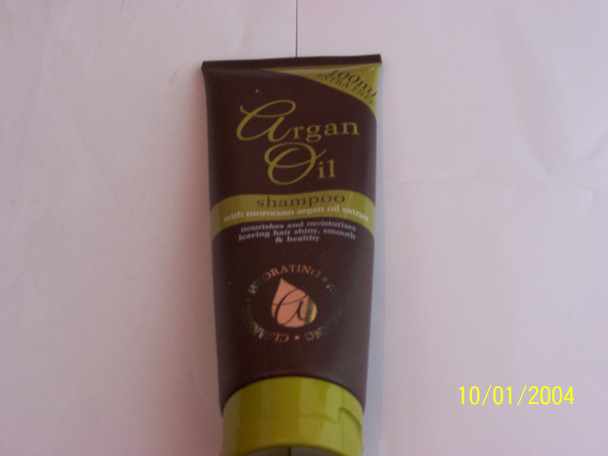 100ml
EXTRA FREE
Argan
Oil
shampoo
with moroccan argan oil extract
nourishes and moisturises
leaving hair shiny, smooth
& healthy
HYDRATING •
10/01/2004